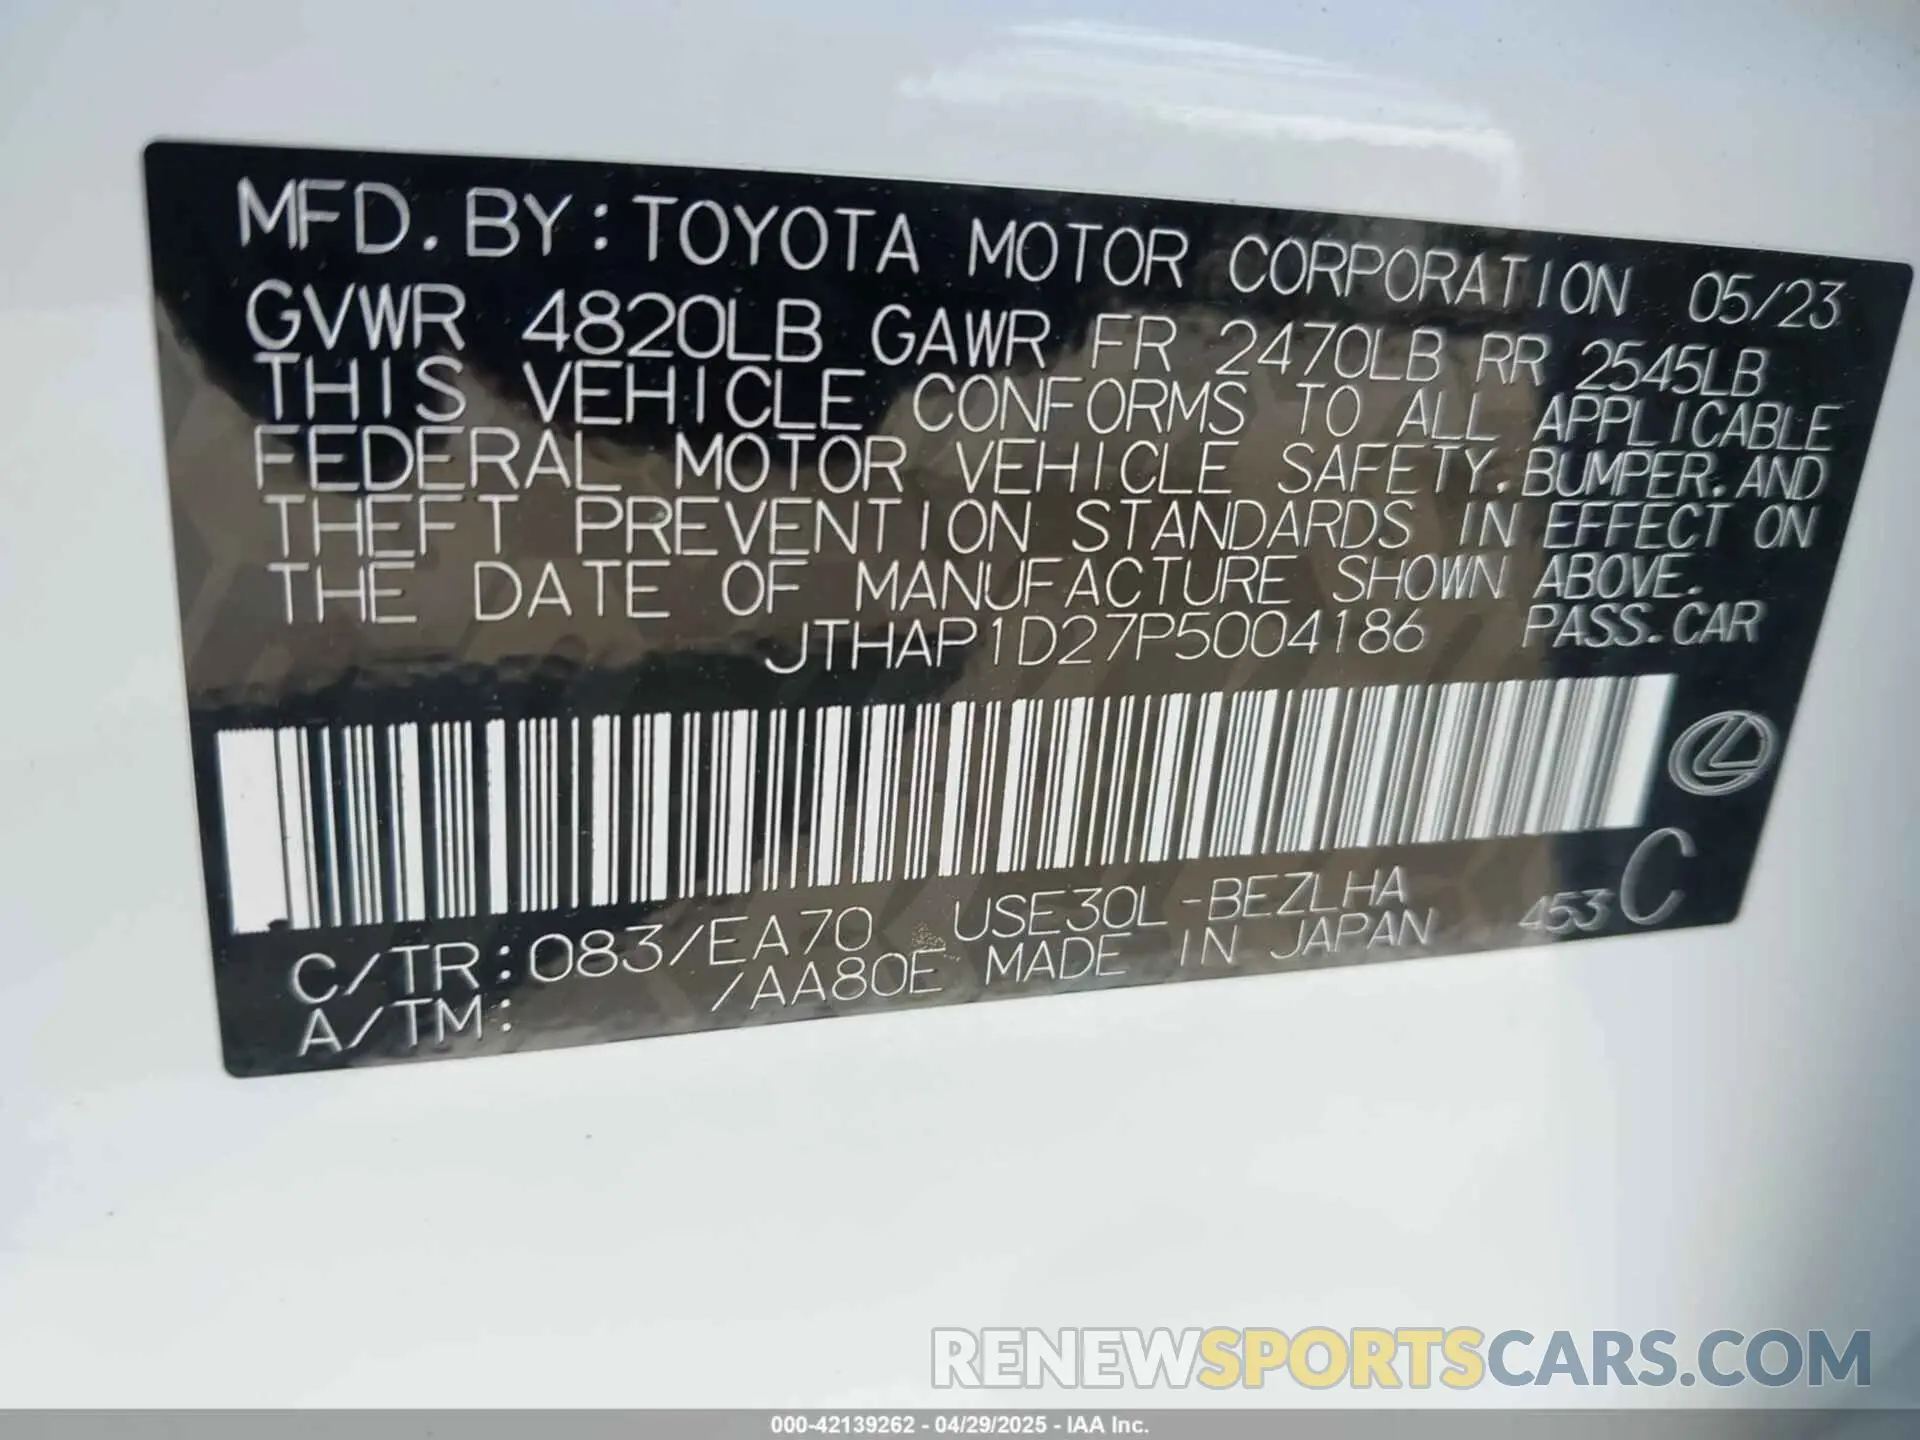 MFD. BY: TOYOTA MOTOR CORPORATION 05/23
GVWR 4820LB GAWR FR 2470LB RR 2545LB
THIS VEHICLE CONFORMS TO ALL APPLICABLE
FEDERAL MOTOR VEHICLE SAFETY, BUMPER, AND
THEFT PREVENTION STANDARDS IN EFFECT ON
THE DATE OF MANUFACTURE SHOWN ABOVE.
JTHAP1D27P5004186 PASS. CAR
C/TR: 083/EA70 USE30L-BEZLHA
A/TM: /AA80E MADE IN JAPAN 453 C
RENEWSPORTSCARS.COM
000-42139262 - 04/29/2025 - IAA Inc.